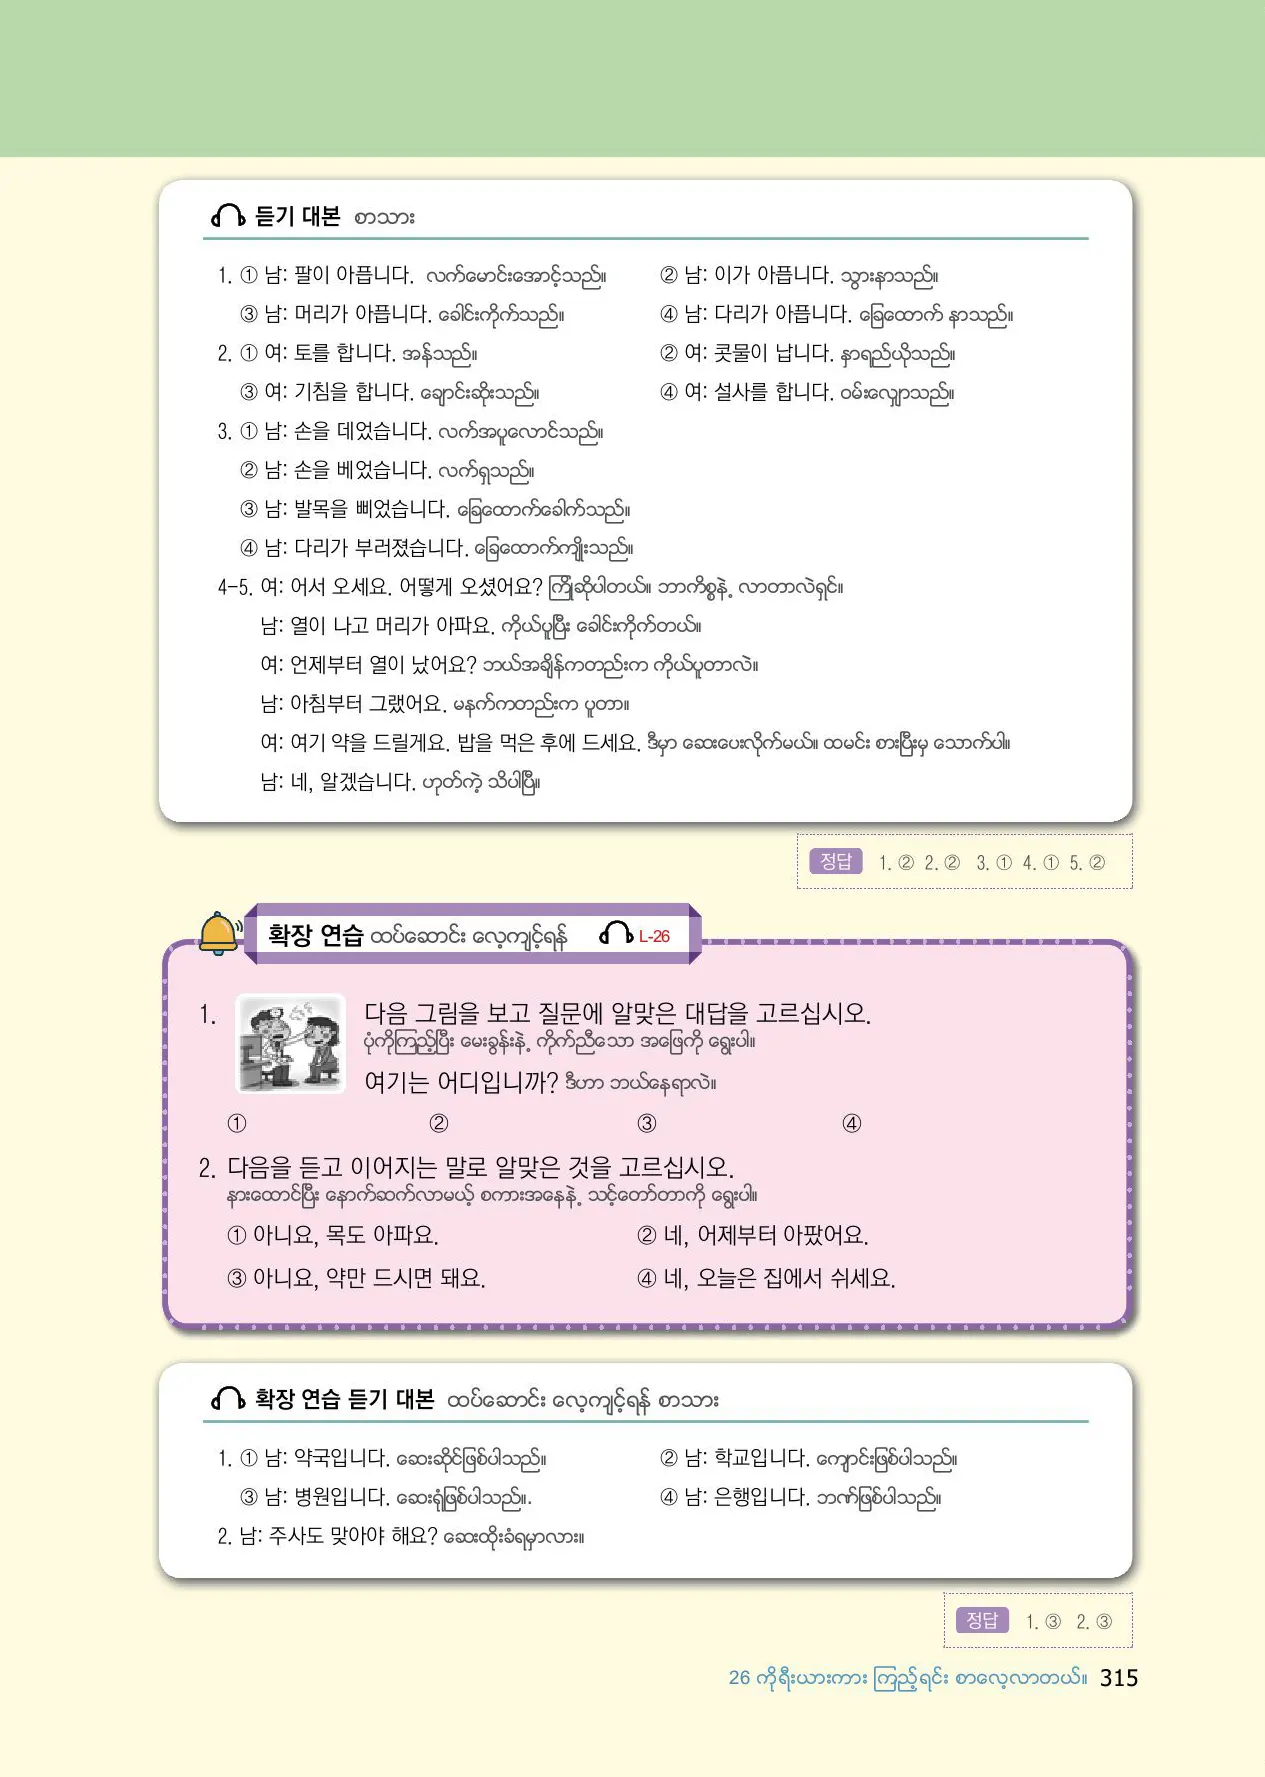 듣기 대본 စာသား
1. ① 남: 팔이 아픕니다. လက်မောင်းအောင့်သည်။ ② 남: 이가 아픕니다. သွားနာသည်။
③ 남: 머리가 아픕니다. ခေါင်းကိုက်သည်။ ④ 남: 다리가 아픕니다. ခြေထောက် နာသည်။
2. ① 여: 토를 합니다. အန်သည်။ ② 여: 콧물이 납니다. နှာရည်ယိုသည်။
③ 여: 기침을 합니다. ချောင်းဆိုးသည်။ ④ 여: 설사를 합니다. ဝမ်းလျှောသည်။
3. ① 남: 손을 데었습니다. လက်အပူလောင်သည်။
② 남: 손을 베었습니다. လက်ရှသည်။
③ 남: 발목을 삐었습니다. ခြေထောက်ခေါက်သည်။
④ 남: 다리가 부러졌습니다. ခြေထောက်ကျိုးသည်။
4-5. 여: 어서 오세요. 어떻게 오셨어요? ကြိုဆိုပါတယ်။ ဘာကိစ္စနဲ့ လာတာလဲရှင်။
남: 열이 나고 머리가 아파요. ကိုယ်ပူပြီး ခေါင်းကိုက်တယ်။
여: 언제부터 열이 났어요? ဘယ်အချိန်ကတည်းက ကိုယ်ပူတာလဲ။
남: 아침부터 그랬어요. မနက်ကတည်းက ပူတာ။
여: 여기 약을 드릴게요. 밥을 먹은 후에 드세요. ဒီမှာ ဆေးပေးလိုက်မယ်။ ထမင်း စားပြီးမှ သောက်ပါ။
남: 네, 알겠습니다. ဟုတ်ကဲ့ သိပါပြီ။
정답 1. ② 2. ② 3. ① 4. ① 5. ②
확장 연습 ထပ်ဆောင်း လေ့ကျင့်ရန် L-26
1. 다음 그림을 보고 질문에 알맞은 대답을 고르십시오.
ပုံကိုကြည့်ပြီး မေးခွန်းနဲ့ ကိုက်ညီသော အဖြေကို ရွေးပါ။
여기는 어디입니까? ဒီဟာ ဘယ်နေရာလဲ။
① ② ③ ④
2. 다음을 듣고 이어지는 말로 알맞은 것을 고르십시오.
နားထောင်ပြီး နောက်ဆက်လာမယ့် စကားအနေနဲ့ သင့်တော်တာကို ရွေးပါ။
① 아니요, 목도 아파요. ② 네, 어제부터 아팠어요.
③ 아니요, 약만 드시면 돼요. ④ 네, 오늘은 집에서 쉬세요.
확장 연습 듣기 대본 ထပ်ဆောင်း လေ့ကျင့်ရန် စာသား
1. ① 남: 약국입니다. ဆေးဆိုင်ဖြစ်ပါသည်။ ② 남: 학교입니다. ကျောင်းဖြစ်ပါသည်။
③ 남: 병원입니다. ဆေးရုံဖြစ်ပါသည်။. ④ 남: 은행입니다. ဘဏ်ဖြစ်ပါသည်။
2. 남: 주사도 맞아야 해요? ဆေးထိုးခံရမှာလား။
정답 1. ③ 2. ③
26 ကိုရီးယားကား ကြည့်ရင်း စာလေ့လာတယ်။ 315